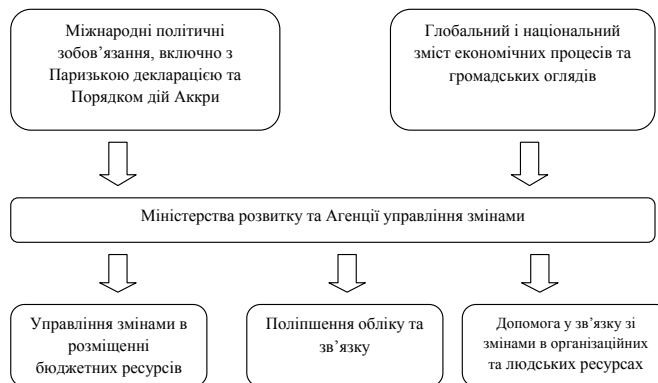 Міжнародні політичні
зобов’язання, включно з
Паризькою декларацією та
Порядком дій Аккри
Глобальний і національний
зміст економічних процесів та
громадських оглядів
Міністерства розвитку та Агенції управління змінами
Управління змінами в
розміщенні
бюджетних ресурсів
Поліпшення обліку та
зв’язку
Допомога у зв’язку зі
змінами в організаційних
та людських ресурсах